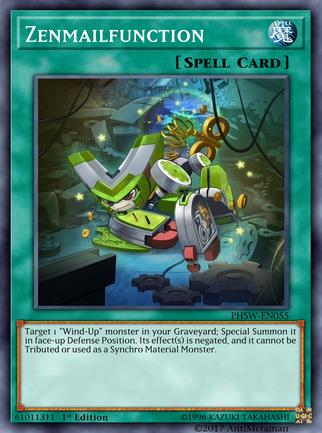 Zenmailfunction
[Spell Card]
PHSW-EN055
Target 1 "Wind-Up" monster in your Graveyard; Special Summon it
in face-up Defense Position. Its effect(s) is negated, and it cannot be
Tributed or used as a Synchro Material Monster.
61011311 1st Edition ©1996 KAZUKI TAKAHASHI
©2017 AntiMetaman